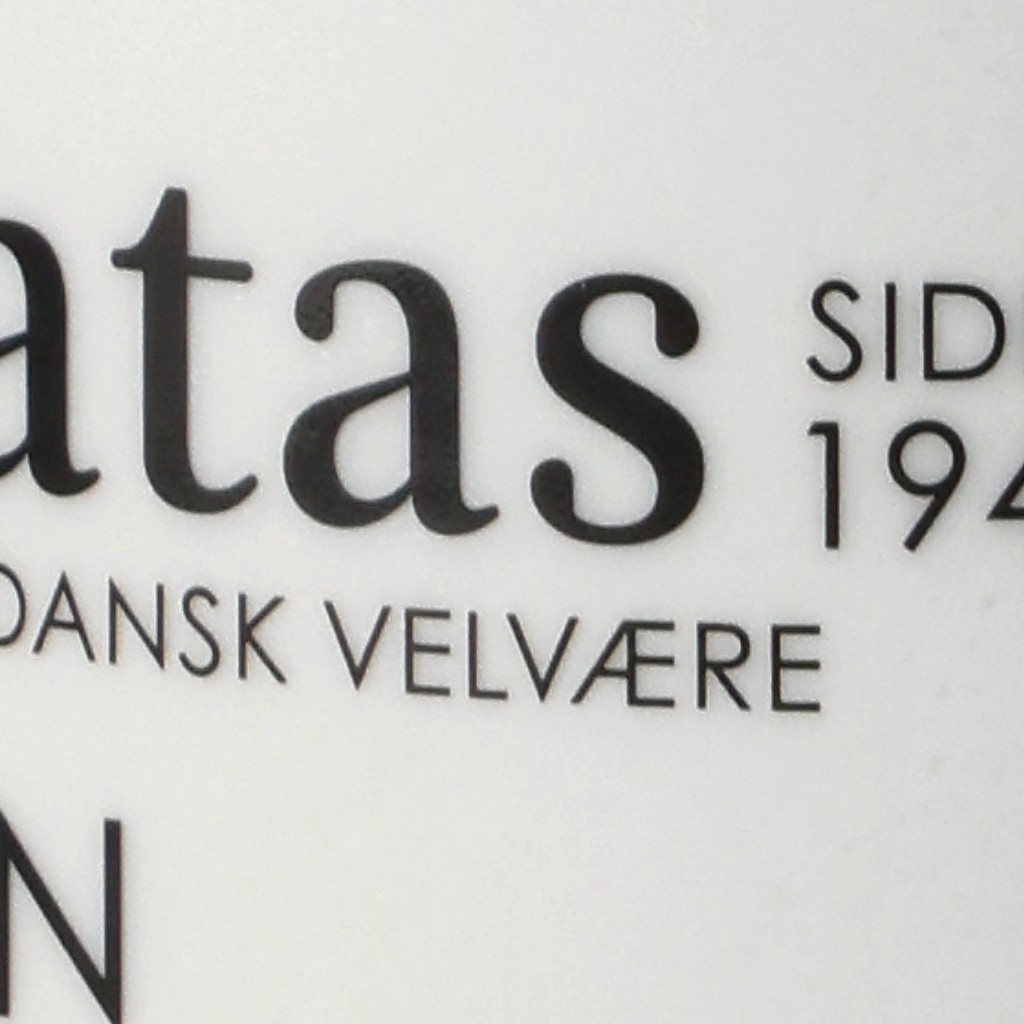 atas
SID
194
DANSK VELVÆRE
N